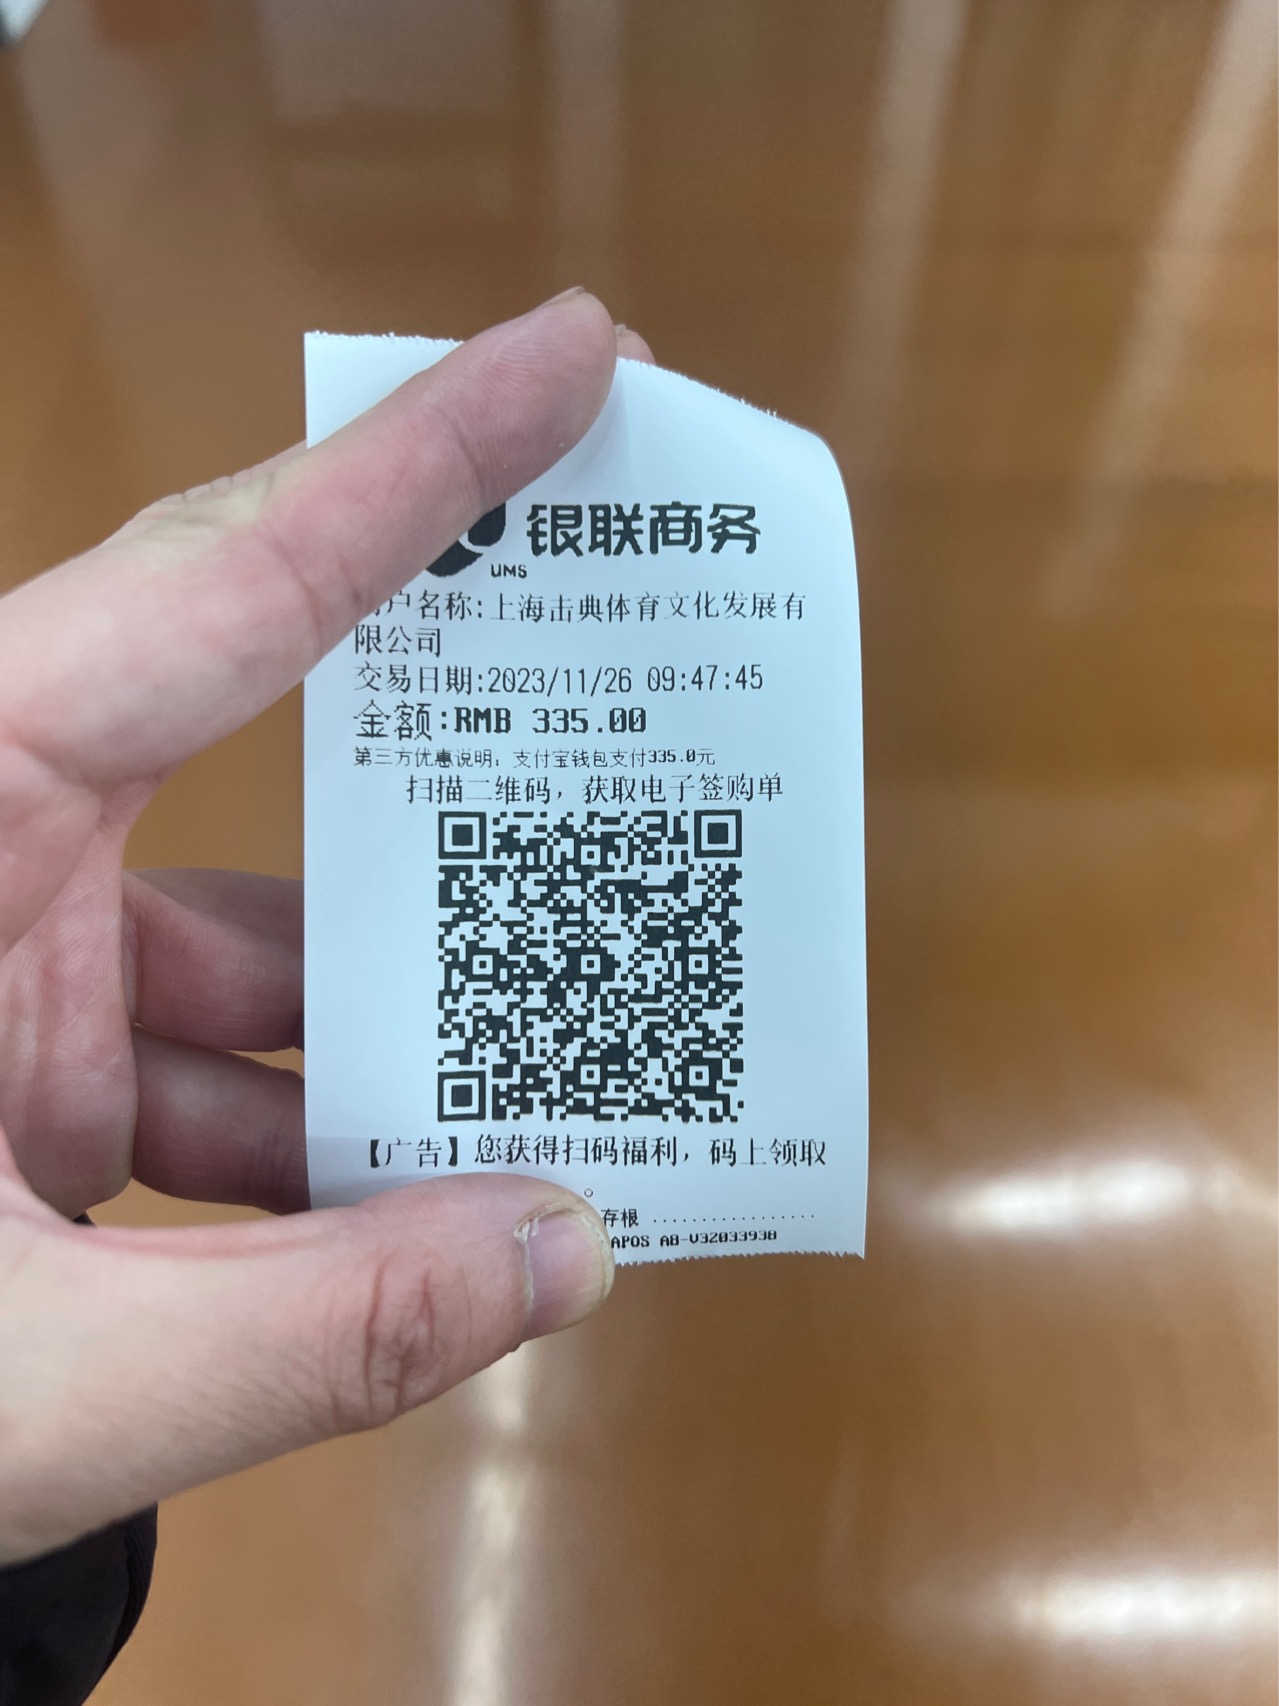 银联商务
UMS
户名称:上海击典体育文化发展有
限公司
交易日期:2023/11/26 09:47:45
金额:RMB 335.00
第三方优惠说明: 支付宝钱包支付335.0元
扫描二维码，获取电子签购单
【广告】您获得扫码福利，码上领取
。
存根 .................
APOS A8-V3203393B